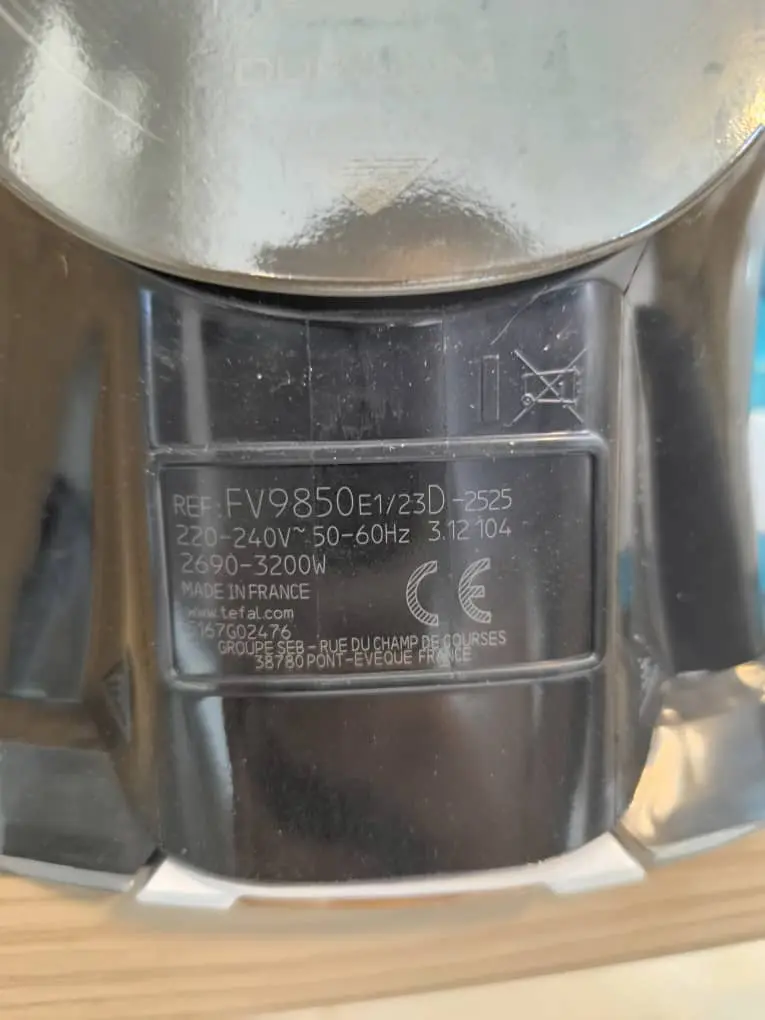 REF: FV9850E1/23D-2525
220-240V~ 50-60Hz 3.12 104
2690-3200W
MADE IN FRANCE
CE
www.tefal.com
5167G02476
GROUPE SEB - RUE DU CHAMP DE COURSES
38780 PONT-EVEQUE FRANCE